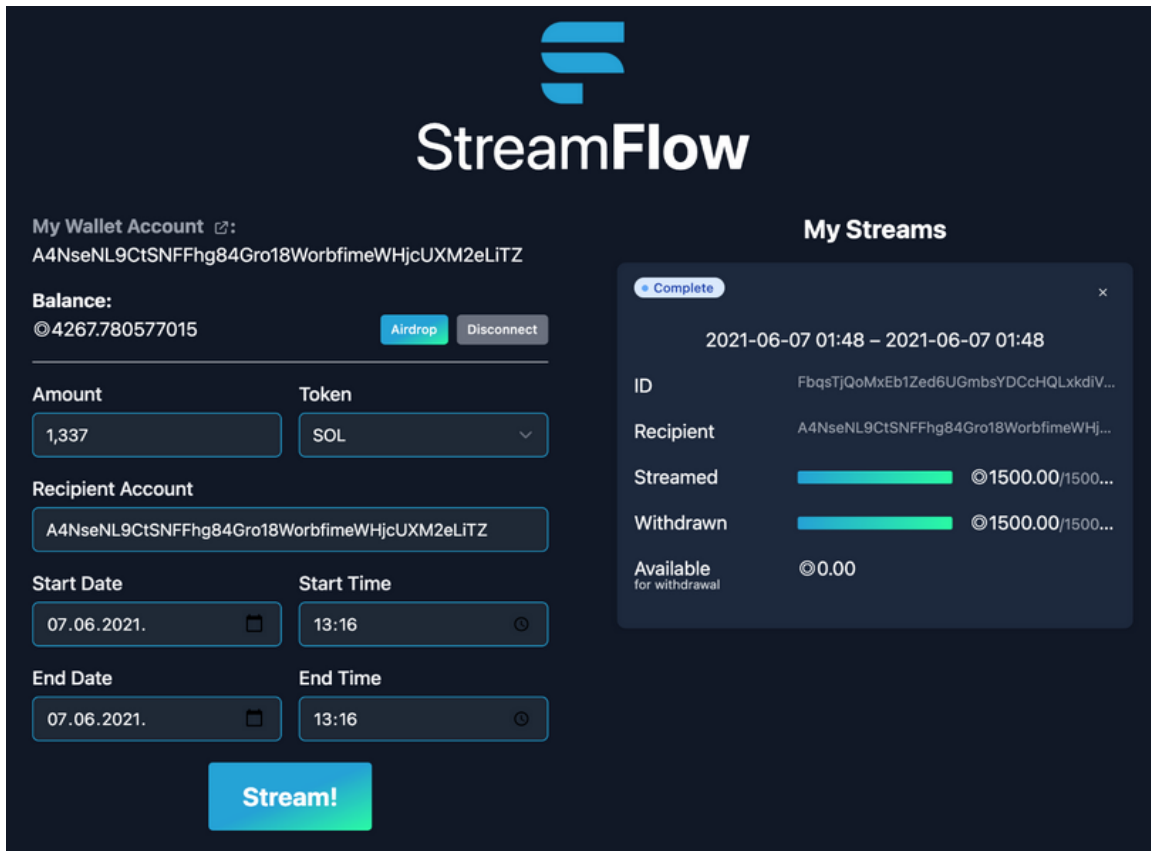 StreamFlow
My Wallet Account :
A4NseNL9CtSNFFhg84Gro18WorbfimeWHjcUXM2eLiTZ
Balance:
◎4267.780577015
Airdrop
Disconnect
Amount
Token
1,337
SOL
Recipient Account
A4NseNL9CtSNFFhg84Gro18WorbfimeWHjcUXM2eLiTZ
Start Date
Start Time
07.06.2021.
13:16
End Date
End Time
07.06.2021.
13:16
Stream!
My Streams
Complete
×
2021-06-07 01:48 – 2021-06-07 01:48
ID
FbqsTjQoMxEb1Zed6UGmbsYDCcHQLxkdiV...
Recipient
A4NseNL9CtSNFFhg84Gro18WorbfimeWHj...
Streamed
◎1500.00/1500...
Withdrawn
◎1500.00/1500...
Available
for withdrawal
◎0.00